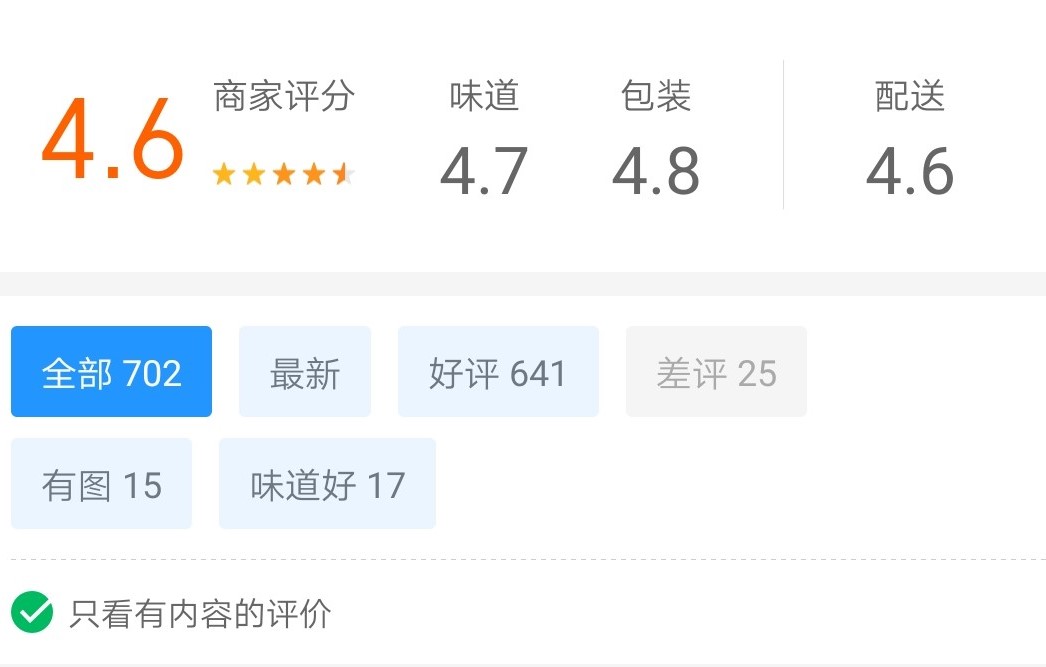 4.6 商家评分 味道 包装 配送
4.7 4.8 4.6
全部 702 最新 好评 641 差评 25
有图 15 味道好 17
只看有内容的评价